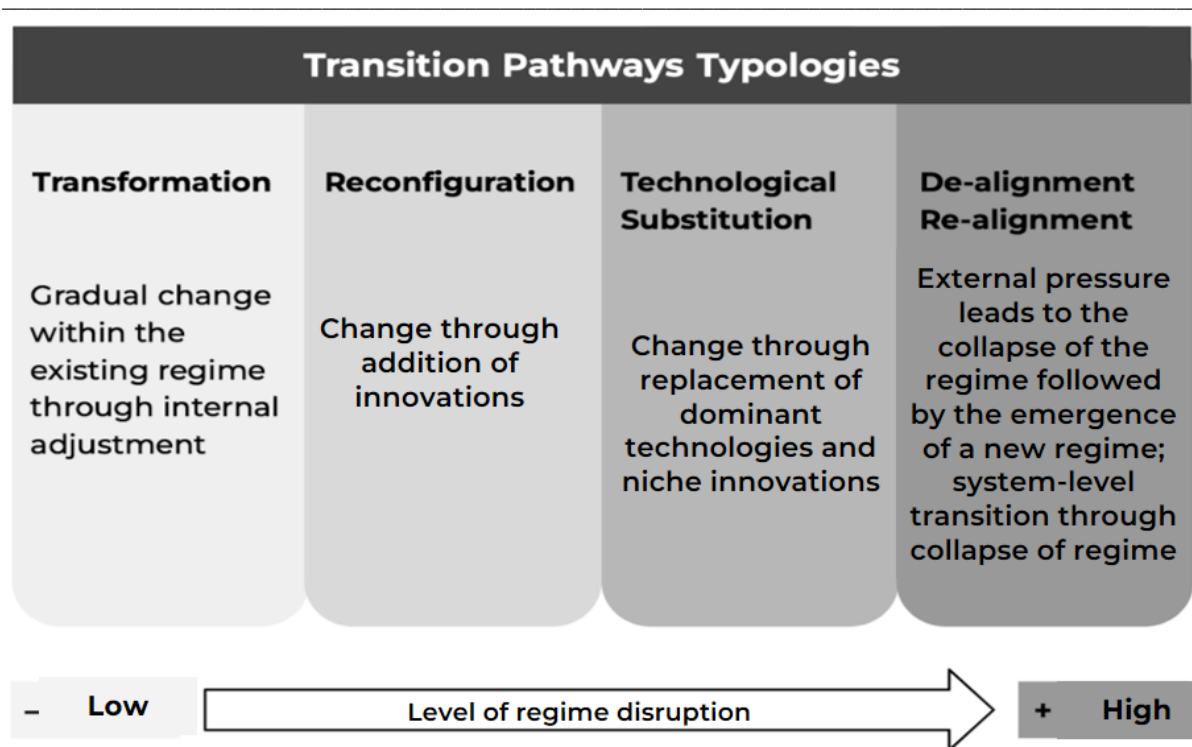 Transition Pathways Typologies
Transformation
Gradual change
within the
existing regime
through internal
adjustment
Reconfiguration
Change through
addition of
innovations
Technological
Substitution
Change through
replacement of
dominant
technologies and
niche innovations
De-alignment
Re-alignment
External pressure
leads to the
collapse of the
regime followed
by the emergence
of a new regime;
system-level
transition through
collapse of regime
– Low
Level of regime disruption
+ High